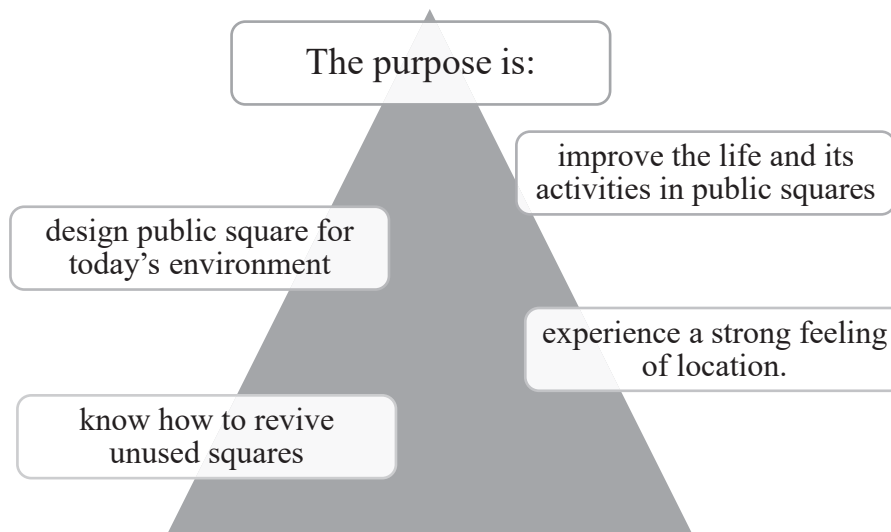 The purpose is:
improve the life and its
activities in public squares
design public square for
today’s environment
experience a strong feeling
of location.
know how to revive
unused squares